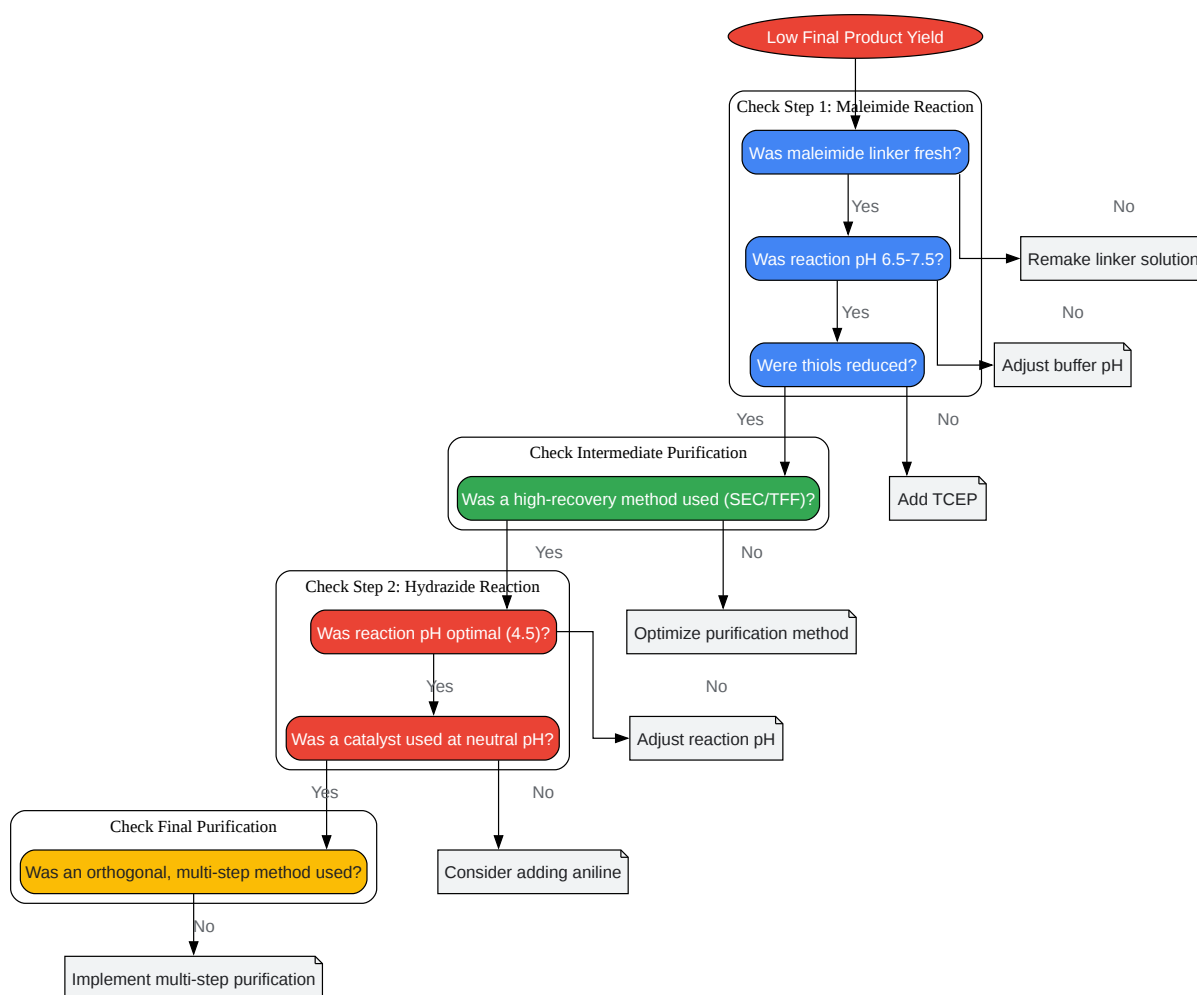 Low Final Product Yield
Check Step 1: Maleimide Reaction
Was maleimide linker fresh?
Yes
No
Was reaction pH 6.5-7.5?
Remake linker solution
Yes
No
Were thiols reduced?
Adjust buffer pH
Yes
No
Check Intermediate Purification
Was a high-recovery method used (SEC/TFF)?
Add TCEP
Yes
No
Check Step 2: Hydrazide Reaction
Was reaction pH optimal (4.5)?
Optimize purification method
Yes
No
Was a catalyst used at neutral pH?
Adjust reaction pH
Yes
No
Check Final Purification
Was an orthogonal, multi-step method used?
Consider adding aniline
No
Implement multi-step purification